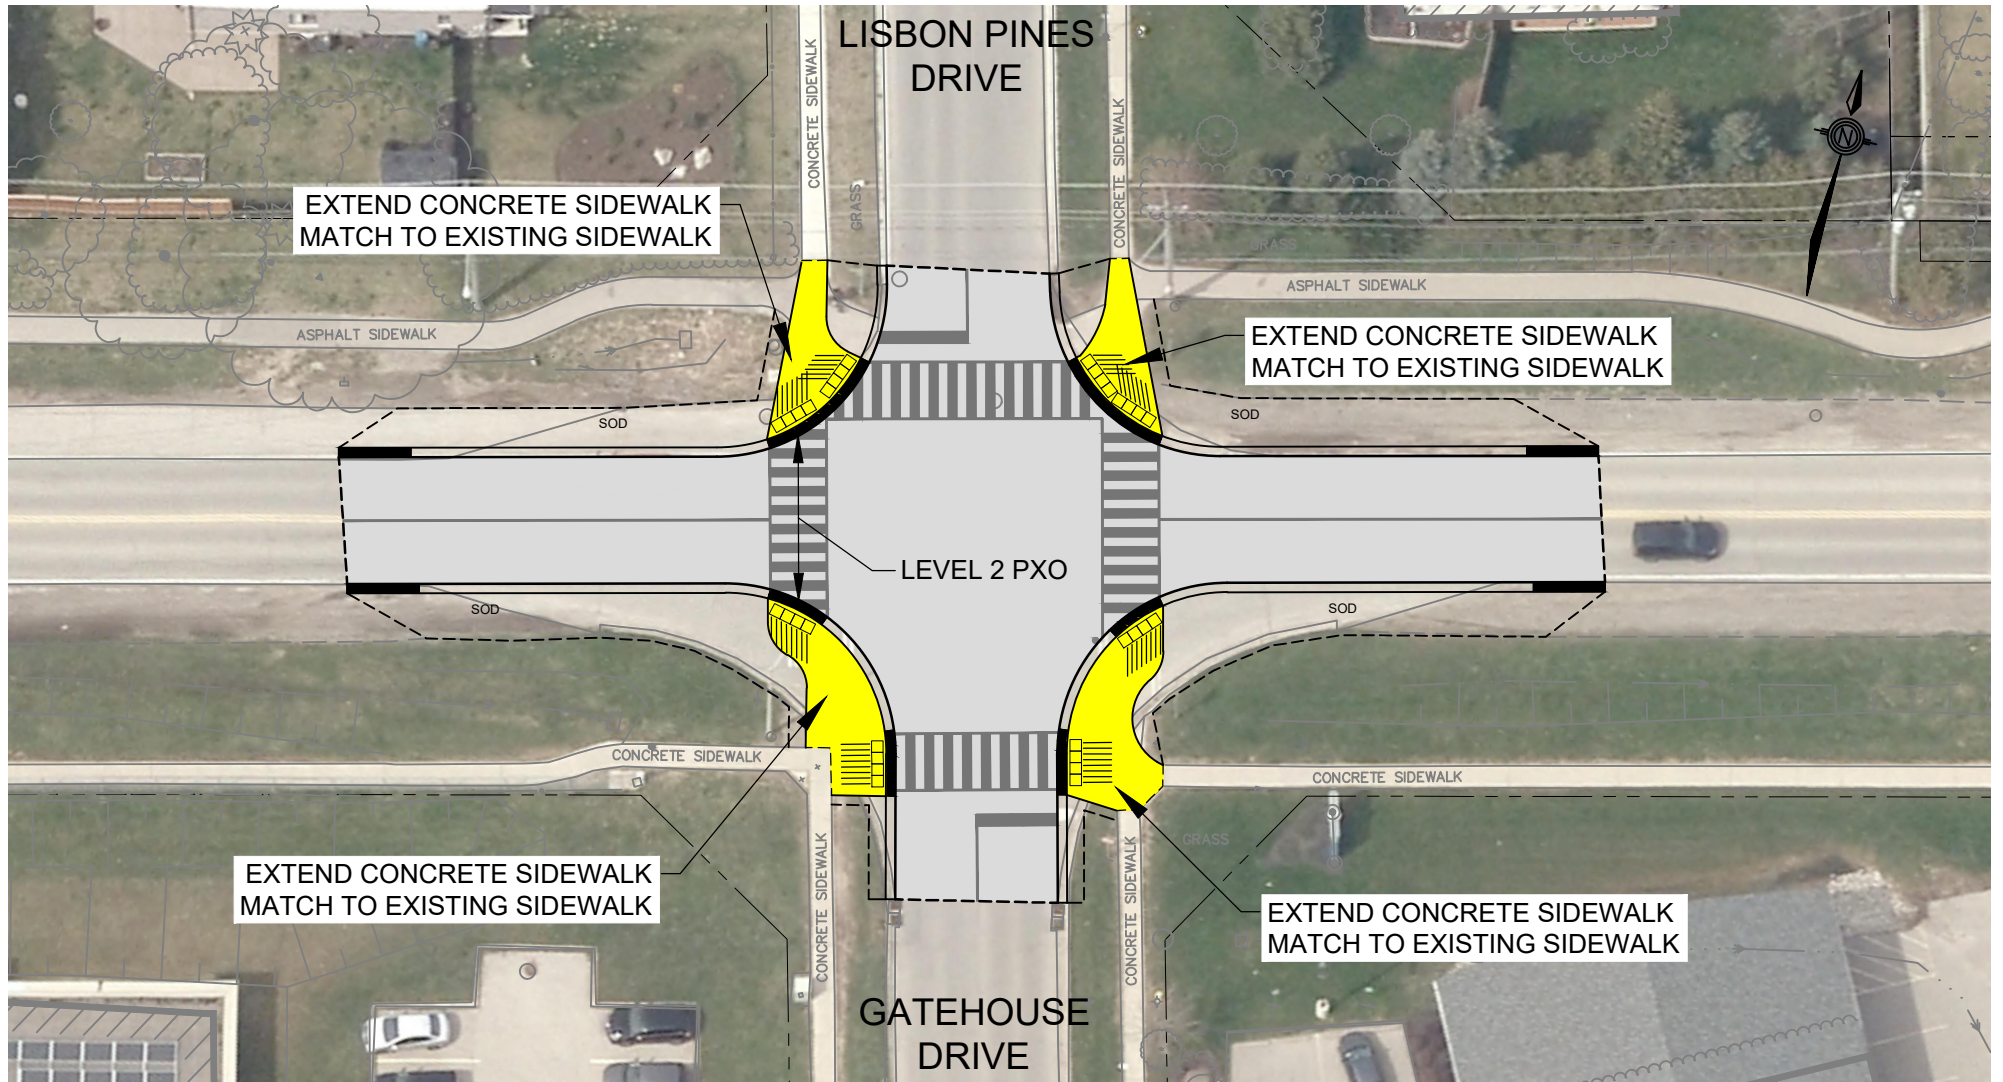 LISBON PINES
DRIVE
CONCRETE SIDEWALK
CONCRETE SIDEWALK
GRASS
EXTEND CONCRETE SIDEWALK
MATCH TO EXISTING SIDEWALK
N
GRASS
ASPHALT SIDEWALK
ASPHALT SIDEWALK
EXTEND CONCRETE SIDEWALK
MATCH TO EXISTING SIDEWALK
SOD
SOD
LEVEL 2 PXO
SOD
SOD
CONCRETE SIDEWALK
CONCRETE SIDEWALK
CONCRETE SIDEWALK
CONCRETE SIDEWALK
GRASS
EXTEND CONCRETE SIDEWALK
MATCH TO EXISTING SIDEWALK
EXTEND CONCRETE SIDEWALK
MATCH TO EXISTING SIDEWALK
GATEHOUSE
DRIVE